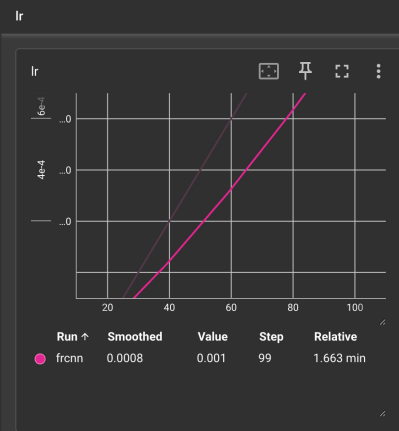 lr
lr
6e-4
...0
4e-4
...0
...0
20 40 60 80 100
Run ↑ Smoothed Value Step Relative
frcnn 0.0008 0.001 99 1.663 min